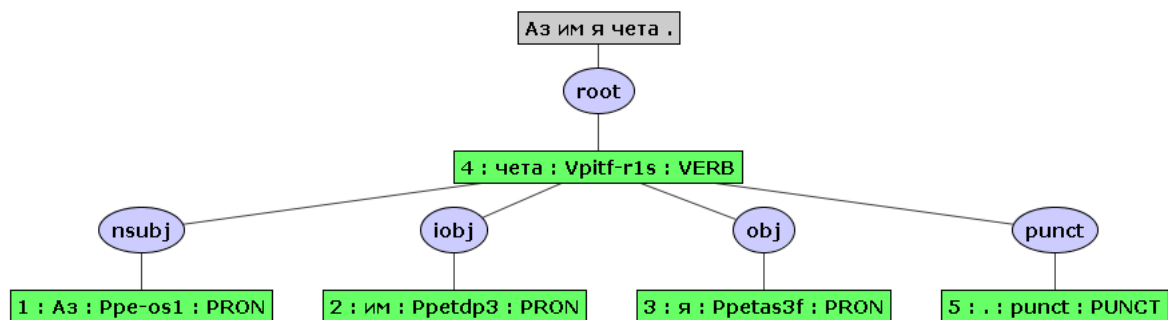 Аз им я чета .
root
4 : чета : Vpitf-r1s : VERB
nsubj iobj obj punct
1 : Аз : Ppe-os1 : PRON 2 : им : Ppetdp3 : PRON 3 : я : Ppetas3f : PRON 5 : . : punct : PUNCT